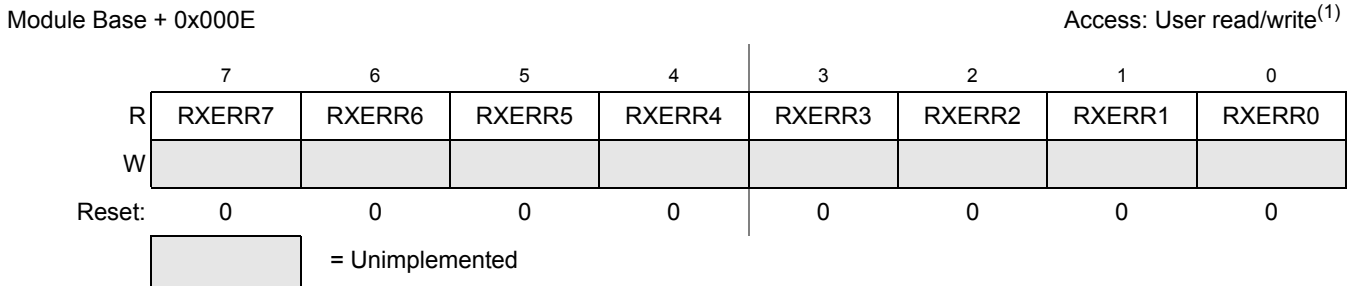 Module Base + 0x000E Access: User read/write(1)
7 6 5 4 3 2 1 0
R RXERR7 RXERR6 RXERR5 RXERR4 RXERR3 RXERR2 RXERR1 RXERR0
W
Reset: 0 0 0 0 0 0 0 0
= Unimplemented